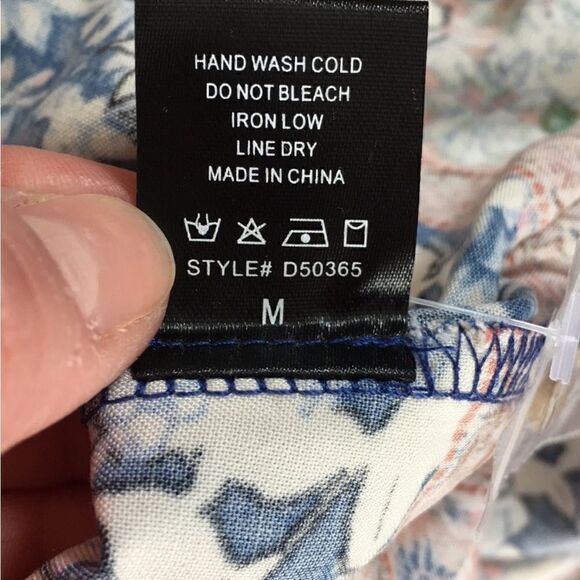 HAND WASH COLD
DO NOT BLEACH
IRON LOW
LINE DRY
MADE IN CHINA
STYLE# D50365
M